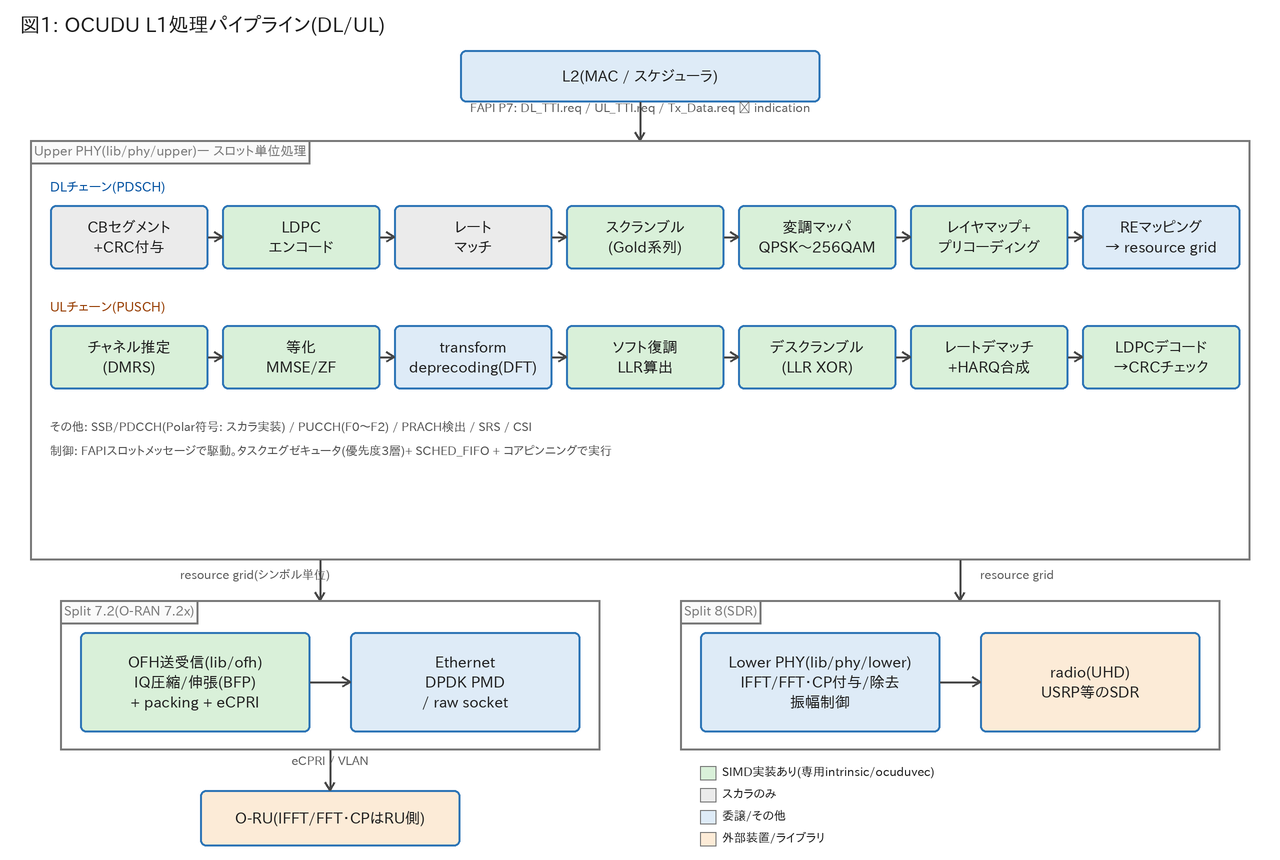 図1: OCUDU L1処理パイプライン(DL/UL)
L2(MAC / スケジューラ)
FAPI P7: DL_TTI.req / UL_TTI.req / Tx_Data.req indication
Upper PHY(lib/phy/upper)— スロット単位処理
DLチェーン(PDSCH)
CBセグメント
+CRC付与
LDPC
エンコード
レート
マッチ
スクランブル
(Gold系列)
変調マッパ
QPSK〜256QAM
レイヤマップ+
プリコーディング
REマッピング
→ resource grid
ULチェーン(PUSCH)
チャネル推定
(DMRS)
等化
MMSE/ZF
transform
deprecoding(DFT)
ソフト復調
LLR算出
デスクランブル
(LLR XOR)
レートデマッチ
+HARQ合成
LDPCデコード
→CRCチェック
その他: SSB/PDCCH(Polar符号: スカラ実装) / PUCCH(F0〜F2) / PRACH検出 / SRS / CSI
制御: FAPIスロットメッセージで駆動。タスクエグゼキュータ(優先度3層)+ SCHED_FIFO + コアピンニングで実行
resource grid(シンボル単位)
resource grid
Split 7.2(O-RAN 7.2x)
OFH送受信(lib/ofh)
IQ圧縮/伸張(BFP)
+ packing + eCPRI
Ethernet
DPDK PMD
/ raw socket
Split 8(SDR)
Lower PHY(lib/phy/lower)
IFFT/FFT･CP付与/除去
振幅制御
radio(UHD)
USRP等のSDR
eCPRI / VLAN
O-RU(IFFT/FFT･CPはRU側)
SIMD実装あり(専用intrinsic/ocuduvec)
スカラのみ
委譲/その他
外部装置/ライブラリ